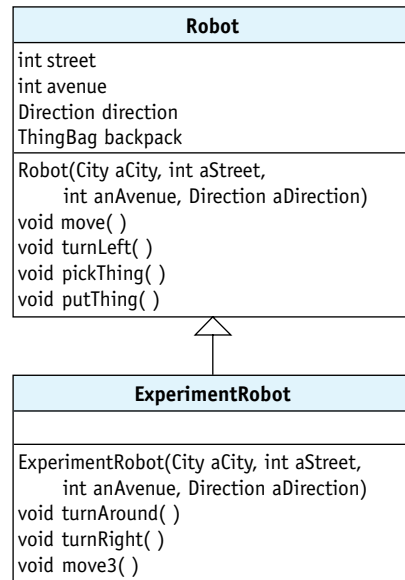 Robot
int street
int avenue
Direction direction
ThingBag backpack
Robot(City aCity, int aStreet,
int anAvenue, Direction aDirection)
void move( )
void turnLeft( )
void pickThing( )
void putThing( )
ExperimentRobot
ExperimentRobot(City aCity, int aStreet,
int anAvenue, Direction aDirection)
void turnAround( )
void turnRight( )
void move3( )